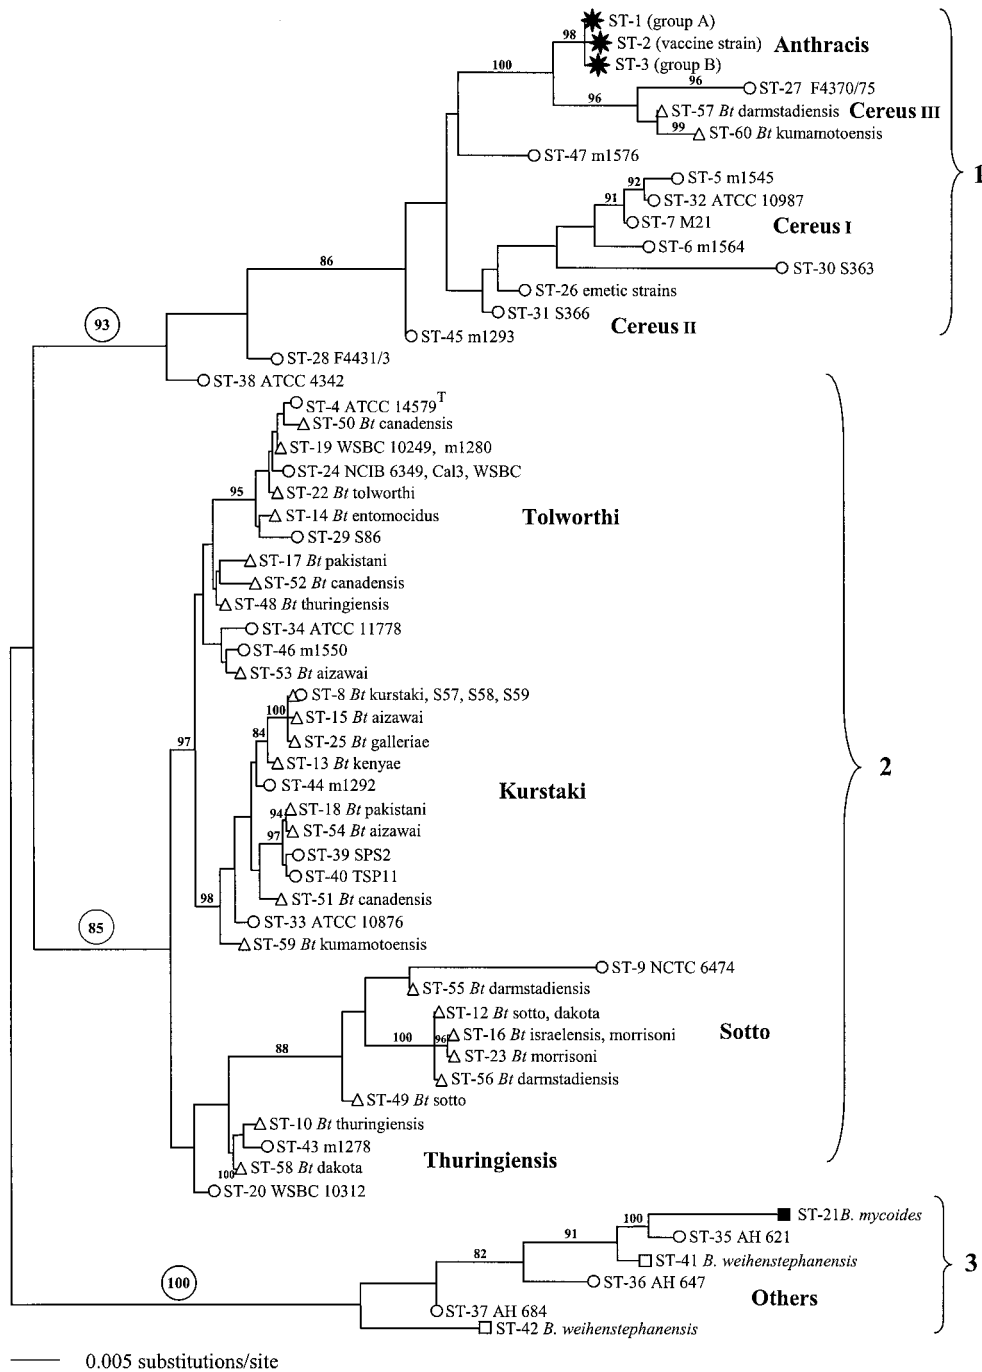 ST-1 (group A)
98
ST-2 (vaccine strain)
Anthracis
ST-3 (group B)
100
96
ST-27 F4370/75
96
ST-57 Bt darmstadiensis
Cereus III
99
ST-60 Bt kumamotoensis
ST-47 m1576
1
92
ST-5 m1545
91
ST-32 ATCC 10987
ST-7 M21
Cereus I
ST-6 m1564
86
ST-30 S363
ST-26 emetic strains
ST-31 S366
Cereus II
93
ST-45 m1293
ST-28 F4431/3
ST-38 ATCC 4342
ST-4 ATCC 14579T
ST-50 Bt canadensis
ST-19 WSBC 10249, m1280
ST-24 NCIB 6349, Cal3, WSBC
95
ST-22 Bt tolworthi
ST-14 Bt entomocidus
Tolworthi
ST-29 S86
ST-17 Bt pakistani
ST-52 Bt canadensis
ST-48 Bt thuringiensis
ST-34 ATCC 11778
ST-46 m1550
ST-53 Bt aizawai
ST-8 Bt kurstaki, S57, S58, S59
100
ST-15 Bt aizawai
84
ST-25 Bt galleriae
97
ST-13 Bt kenyae
2
ST-44 m1292
Kurstaki
94
ST-18 Bt pakistani
97
ST-54 Bt aizawai
ST-39 SPS2
ST-40 TSP11
98
ST-51 Bt canadensis
85
ST-33 ATCC 10876
ST-59 Bt kumamotoensis
ST-9 NCTC 6474
ST-55 Bt darmstadiensis
ST-12 Bt sotto, dakota
100
96
ST-16 Bt israelensis, morrisoni
Sotto
88
ST-23 Bt morrisoni
ST-56 Bt darmstadiensis
ST-49 Bt sotto
ST-10 Bt thuringiensis
ST-43 m1278
Thuringiensis
100
ST-58 Bt dakota
ST-20 WSBC 10312
100
ST-21B. mycoides
91
ST-35 AH 621
82
ST-41 B. weihenstephanensis
3
100
ST-36 AH 647
Others
ST-37 AH 684
ST-42 B. weihenstephanensis
0.005 substitutions/site